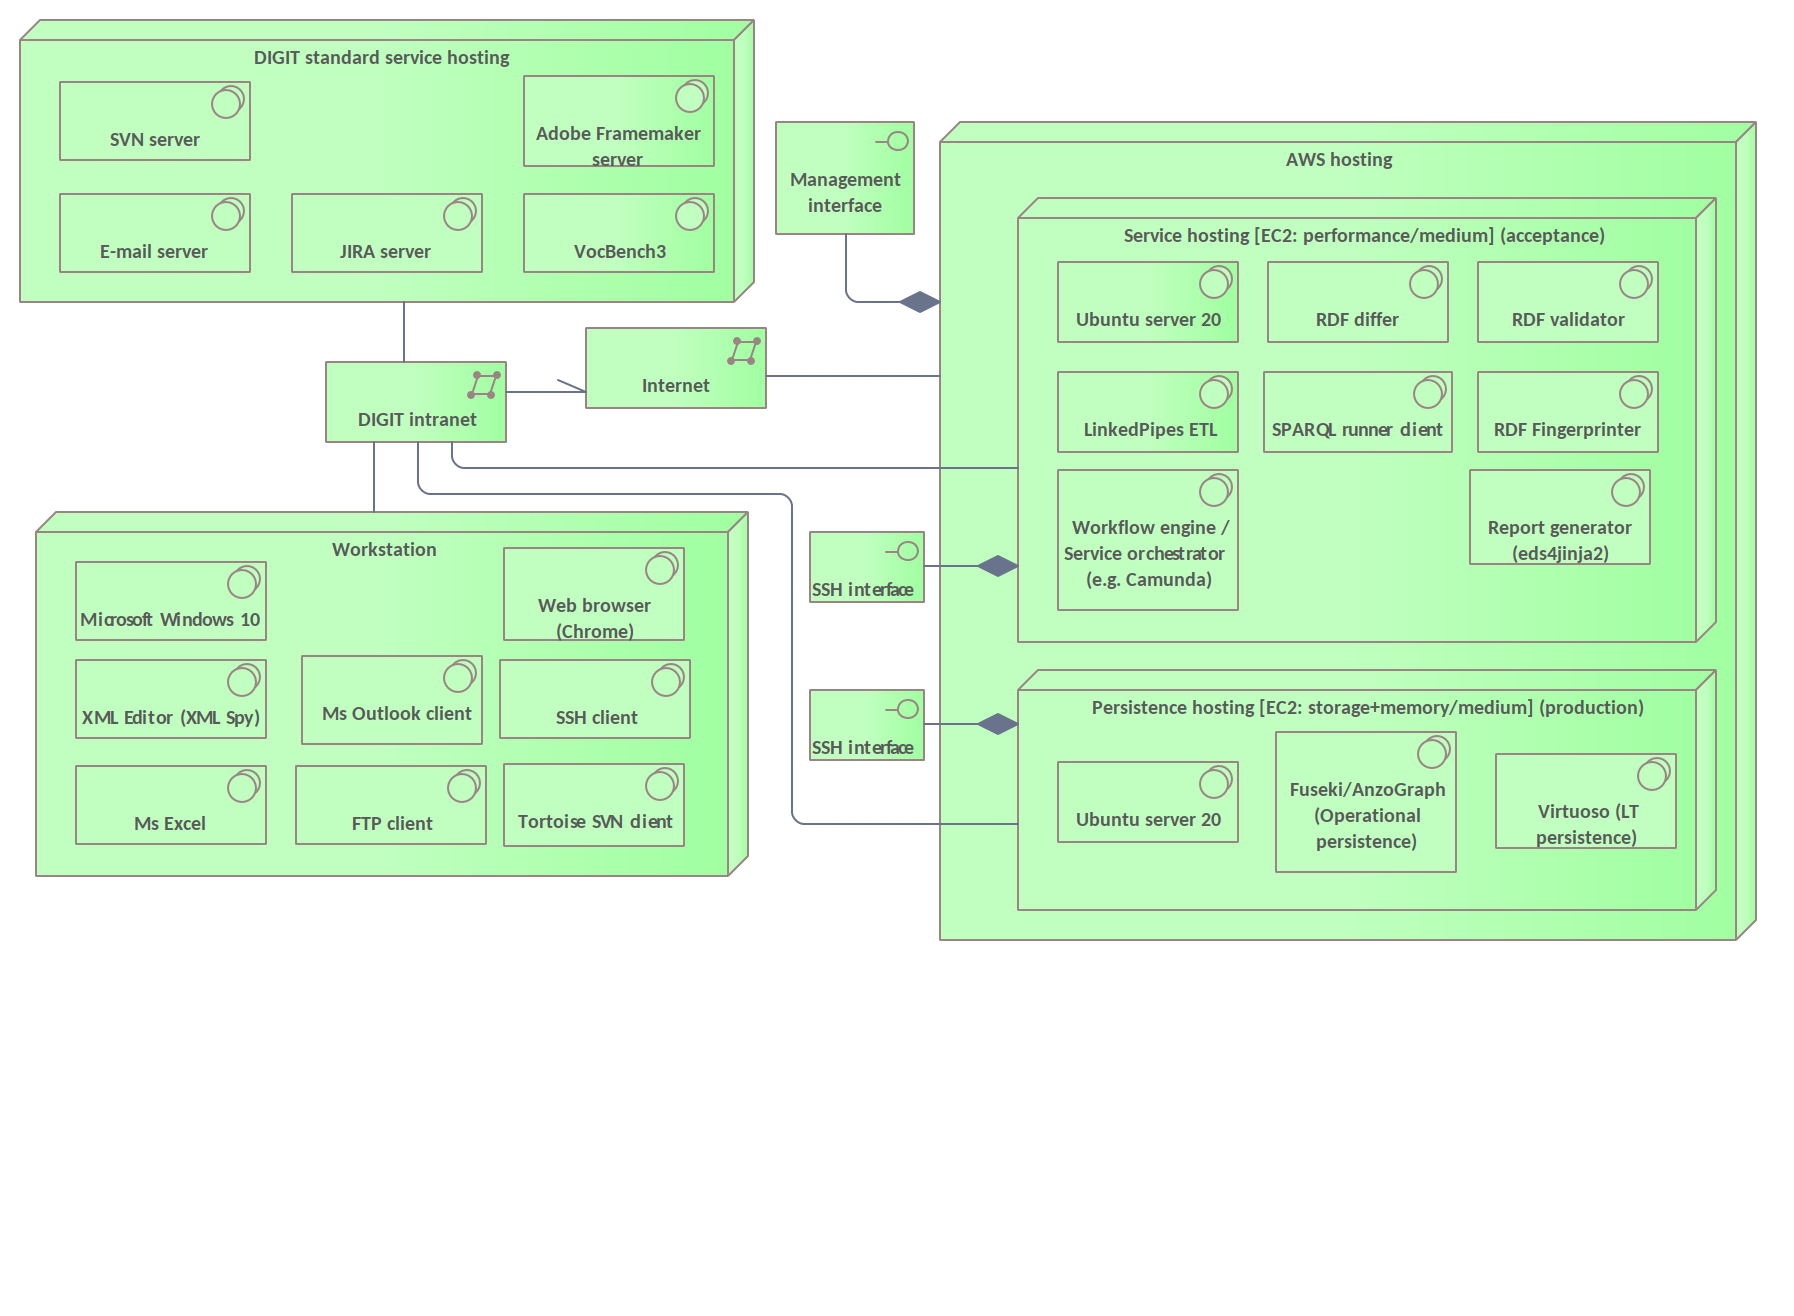 DIGIT standard service hosting
SVN server
Adobe Framemaker
server
E-mail server
JIRA server
VocBench3
Management
interface
AWS hosting
Service hosting [EC2: performance/medium] (acceptance)
Ubuntu server 20
RDF differ
RDF validator
LinkedPipes ETL
SPARQL runner client
RDF Fingerprinter
Workflow engine /
Service orchestrator
(e.g. Camunda)
Report generator
(eds4jinja2)
Internet
DIGIT intranet
SSH interface
SSH interface
Workstation
Microsoft Windows 10
Web browser
(Chrome)
XML Editor (XML Spy)
Ms Outlook client
SSH client
Ms Excel
FTP client
Tortoise SVN client
Persistence hosting [EC2: storage+memory/medium] (production)
Ubuntu server 20
Fuseki/AnzoGraph
(Operational
persistence)
Virtuoso (LT
persistence)